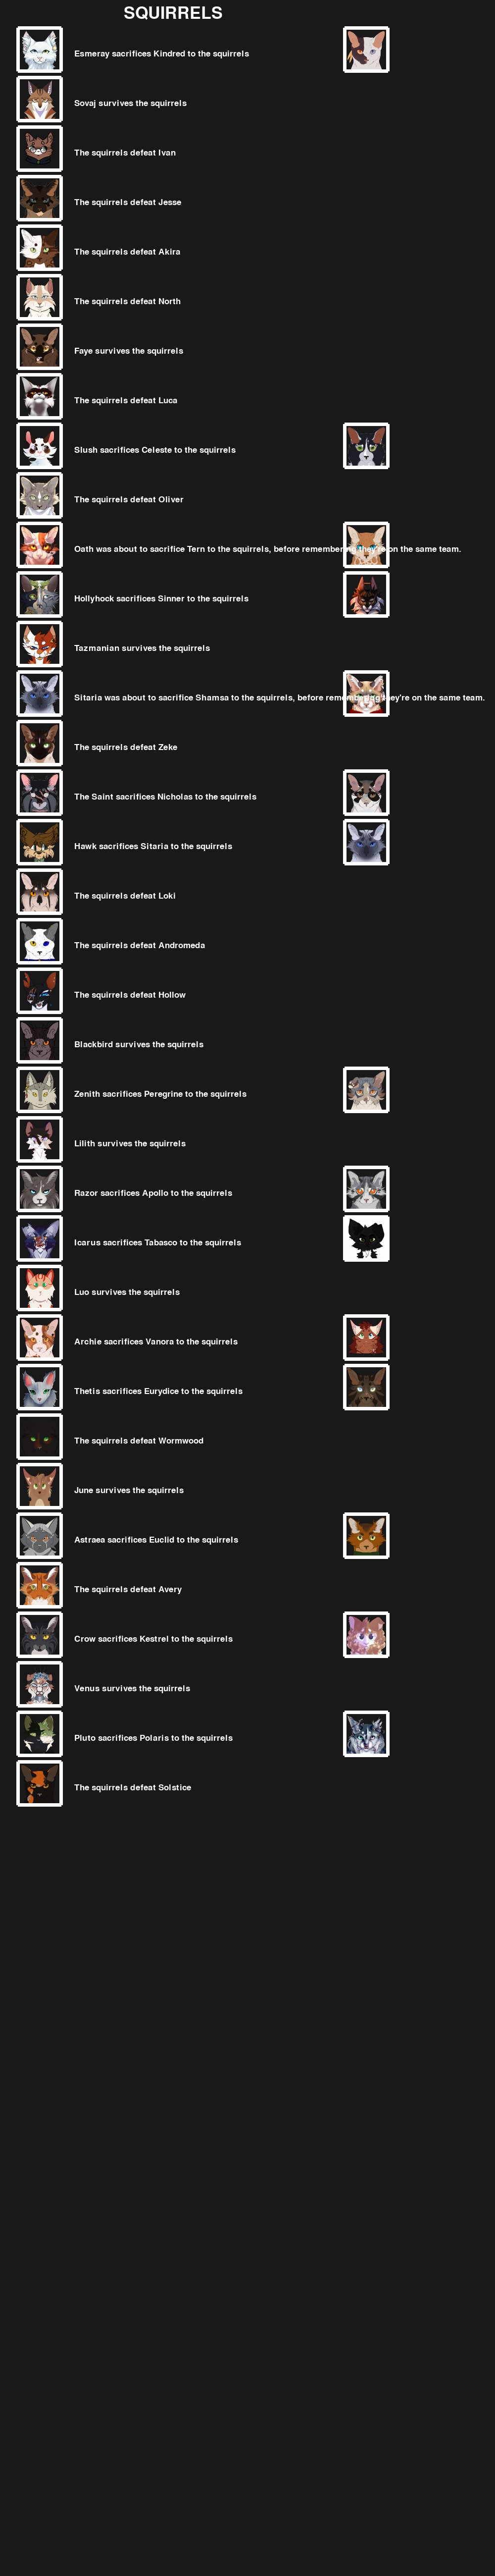 SQUIRRELS
Esmeray sacrifices Kindred to the squirrels
Sovaj survives the squirrels
The squirrels defeat Ivan
The squirrels defeat Jesse
The squirrels defeat Akira
The squirrels defeat North
Faye survives the squirrels
The squirrels defeat Luca
Slush sacrifices Celeste to the squirrels
The squirrels defeat Oliver
Oath was about to sacrifice Tern to the squirrels, before remembering they're on the same team.
Hollyhock sacrifices Sinner to the squirrels
Tazmanian survives the squirrels
Sitaria was about to sacrifice Shamsa to the squirrels, before remembering they're on the same team.
The squirrels defeat Zeke
The Saint sacrifices Nicholas to the squirrels
Hawk sacrifices Sitaria to the squirrels
The squirrels defeat Loki
The squirrels defeat Andromeda
The squirrels defeat Hollow
Blackbird survives the squirrels
Zenith sacrifices Peregrine to the squirrels
Lilith survives the squirrels
Razor sacrifices Apollo to the squirrels
Icarus sacrifices Tabasco to the squirrels
Luo survives the squirrels
Archie sacrifices Vanora to the squirrels
Thetis sacrifices Eurydice to the squirrels
The squirrels defeat Wormwood
June survives the squirrels
Astraea sacrifices Euclid to the squirrels
The squirrels defeat Avery
Crow sacrifices Kestrel to the squirrels
Venus survives the squirrels
Pluto sacrifices Polaris to the squirrels
The squirrels defeat Solstice